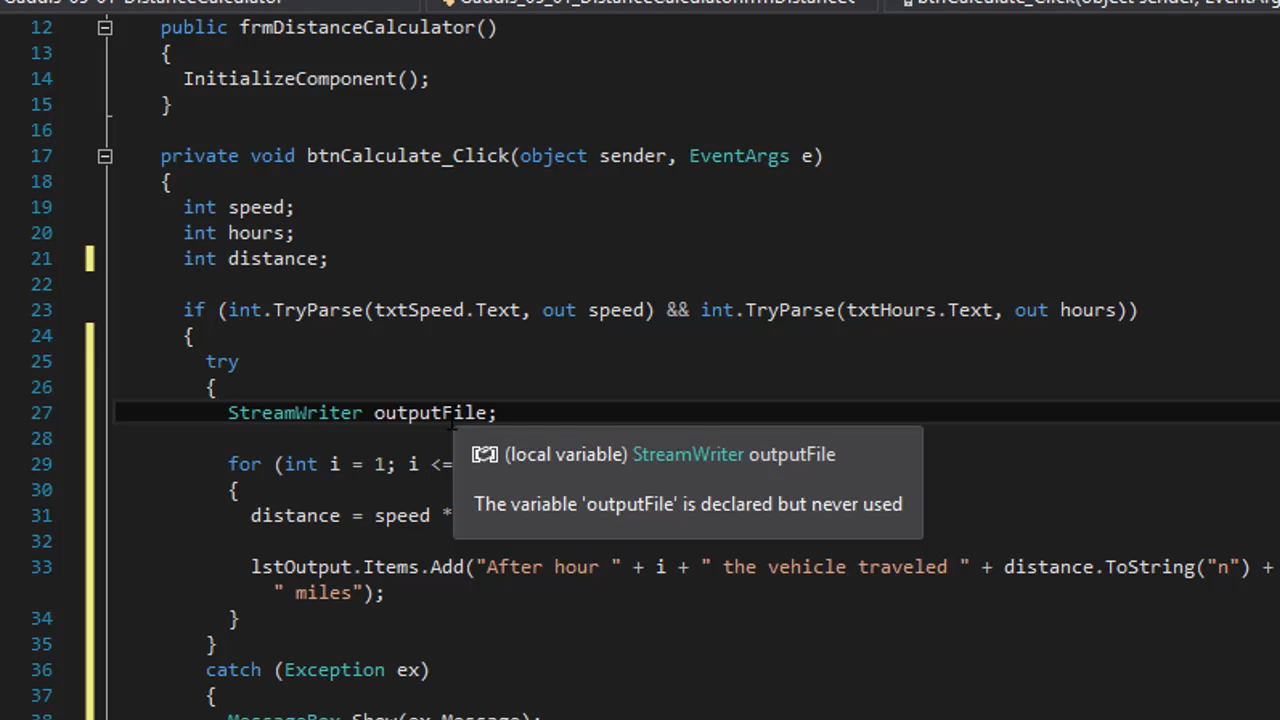 12 public frmDistanceCalculator()
13 {
14 InitializeComponent();
15 }
16
17 private void btnCalculate_Click(object sender, EventArgs e)
18 {
19 int speed;
20 int hours;
21 int distance;
22
23 if (int.TryParse(txtSpeed.Text, out speed) && int.TryParse(txtHours.Text, out hours))
24 {
25 try
26 {
27 StreamWriter outputFile;
28
(local variable) StreamWriter outputFile
The variable 'outputFile' is declared but never used
29 for (int i = 1; i <=
30 {
31 distance = speed *
32
33 lstOutput.Items.Add("After hour " + i + " the vehicle traveled " + distance.ToString("n") +
" miles");
34 }
35 }
36 catch (Exception ex)
37 {
MessageBox.Show(ex.Message);